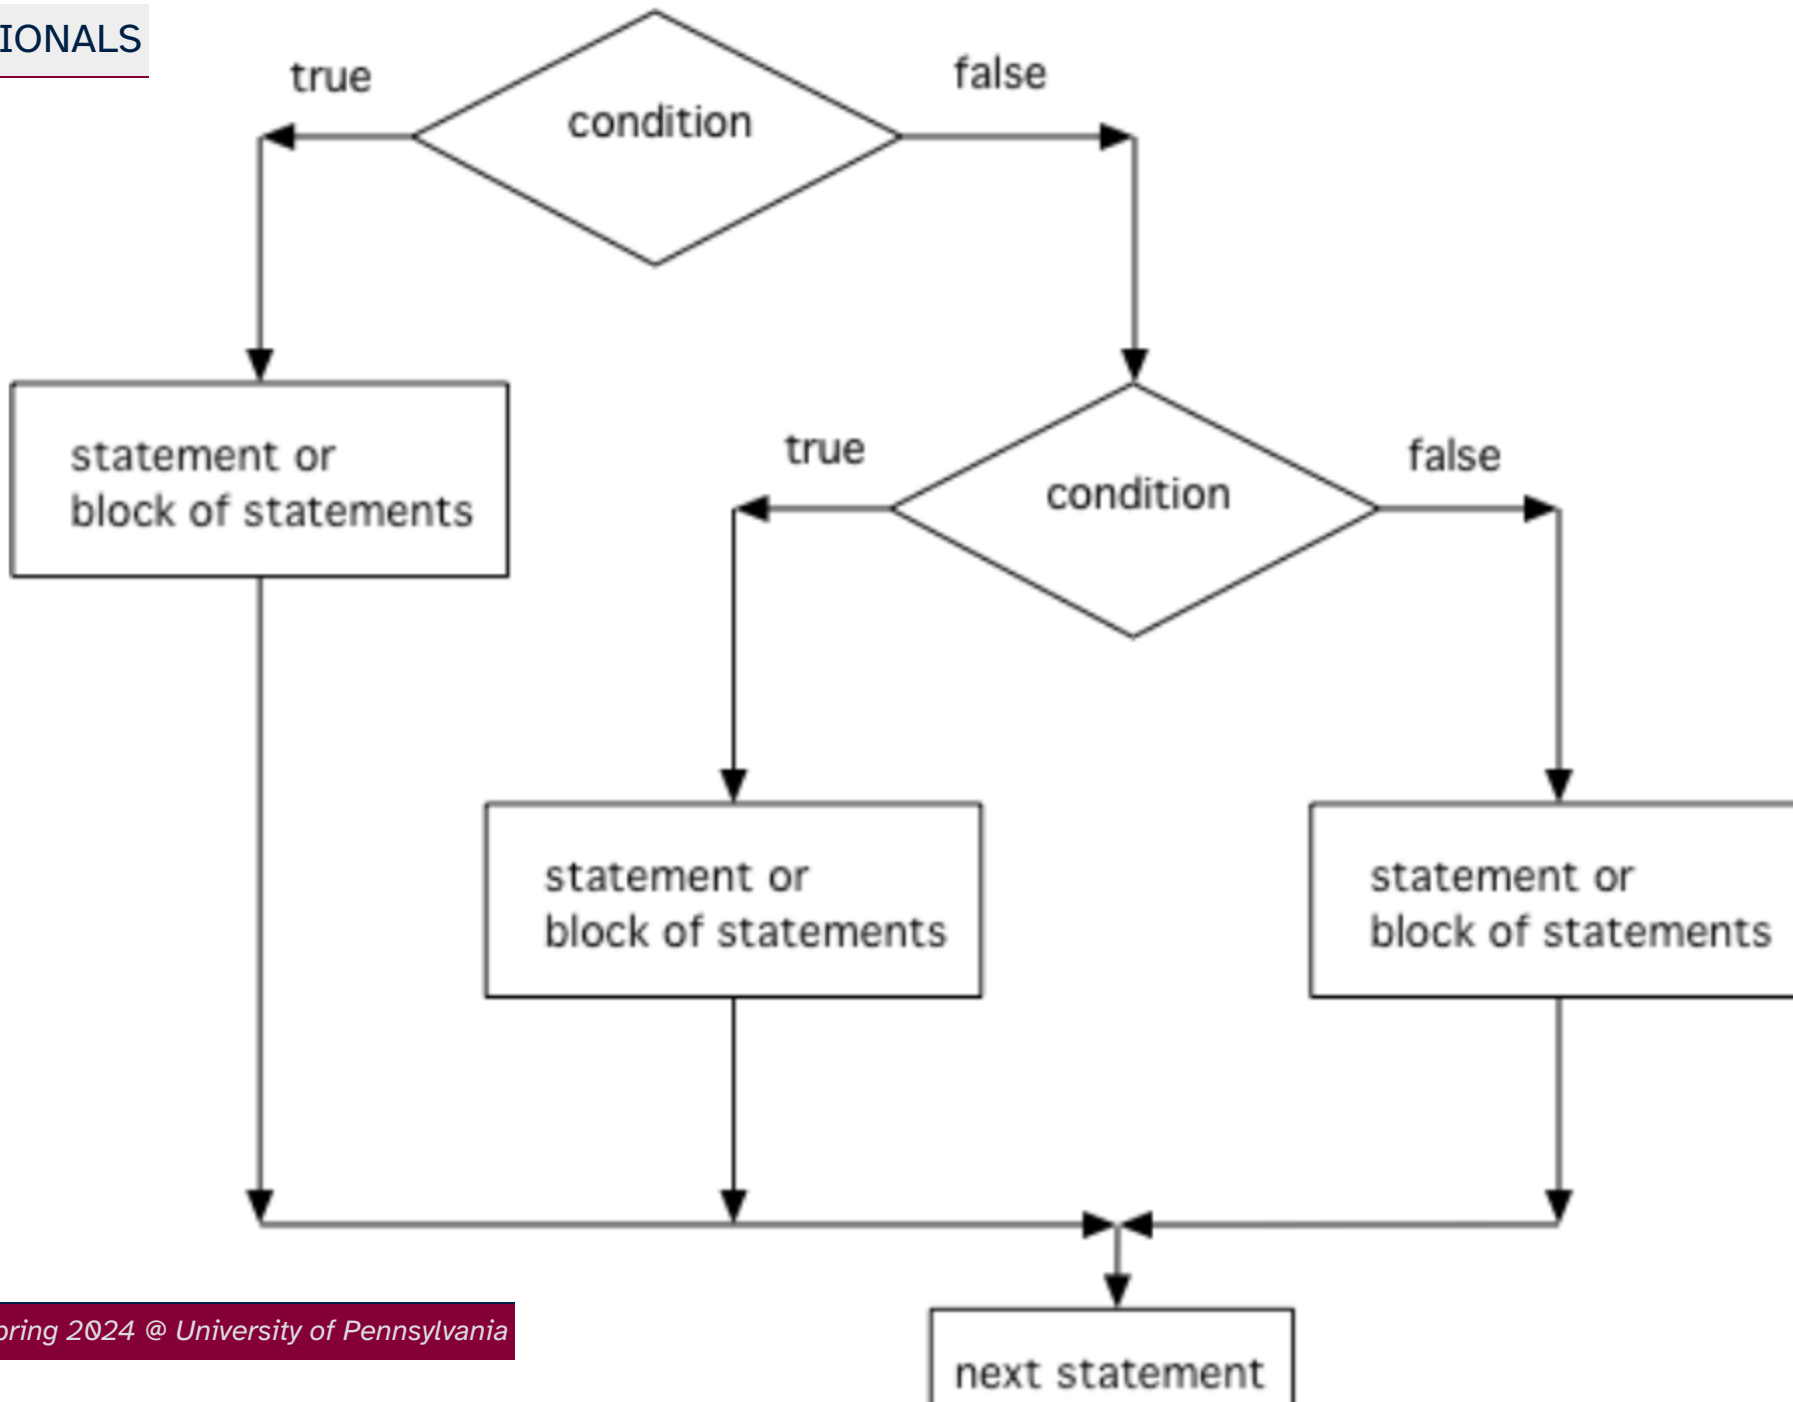 IONALS
true
false
condition
statement or
block of statements
true
false
condition
statement or
block of statements
statement or
block of statements
pring 2024 @ University of Pennsylvania
next statement